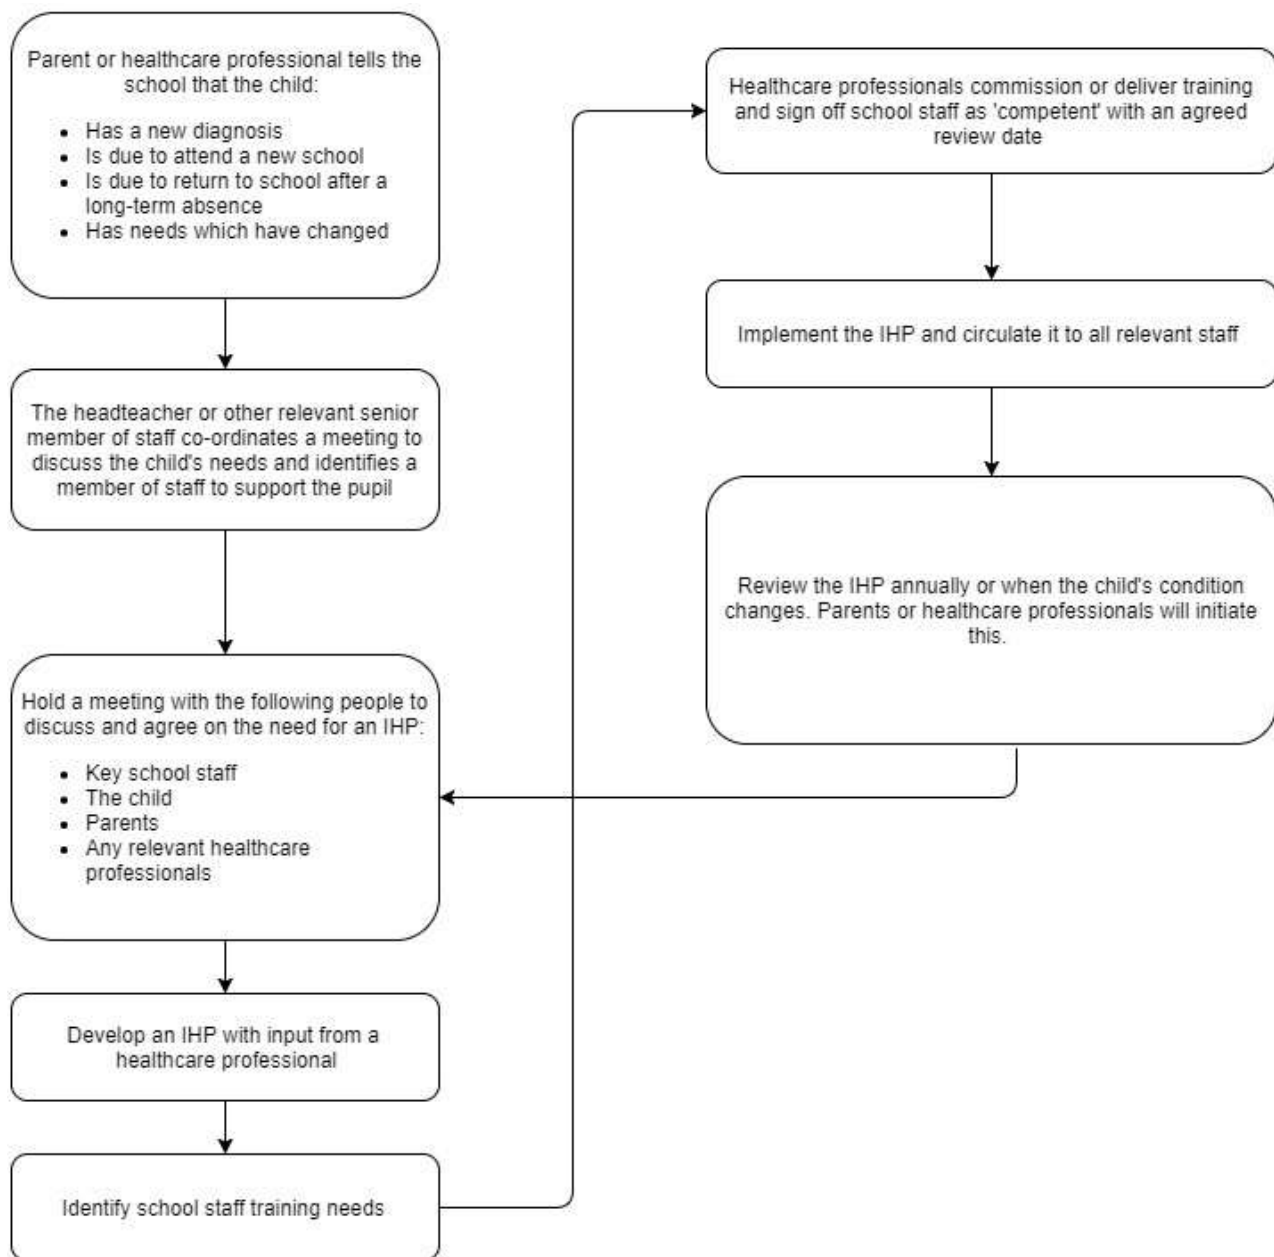 Parent or healthcare professional tells the
school that the child:
• Has a new diagnosis
• Is due to attend a new school
• Is due to return to school after a
long-term absence
• Has needs which have changed
The headteacher or other relevant senior
member of staff co-ordinates a meeting to
discuss the child's needs and identifies a
member of staff to support the pupil
Hold a meeting with the following people to
discuss and agree on the need for an IHP:
• Key school staff
• The child
• Parents
• Any relevant healthcare
professionals
Develop an IHP with input from a
healthcare professional
Identify school staff training needs
Healthcare professionals commission or deliver training
and sign off school staff as 'competent' with an agreed
review date
Implement the IHP and circulate it to all relevant staff
Review the IHP annually or when the child's condition
changes. Parents or healthcare professionals will initiate
this.